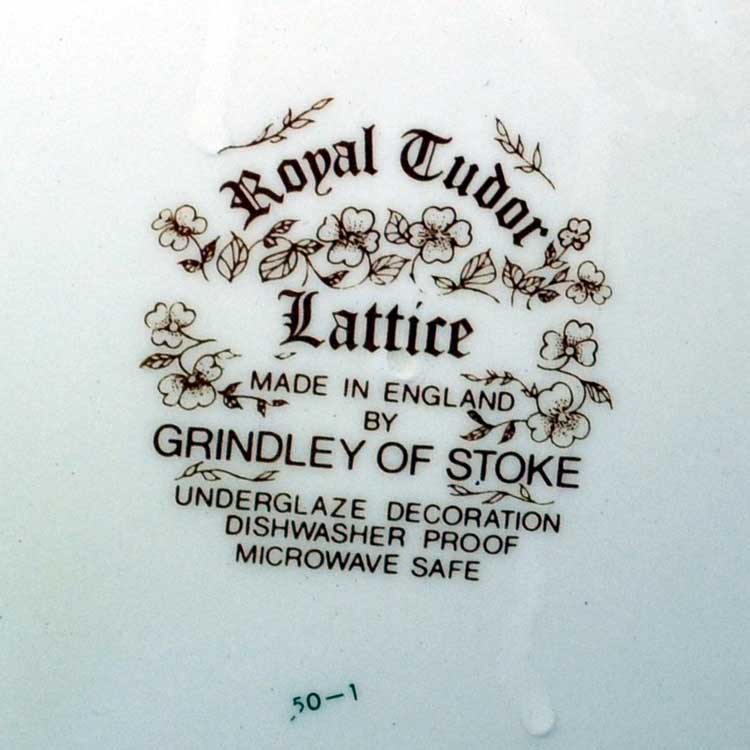 Royal Tudor
Lattice
MADE IN ENGLAND
BY
GRINDLEY OF STOKE
UNDERGLAZE DECORATION
DISHWASHER PROOF
MICROWAVE SAFE
50-1